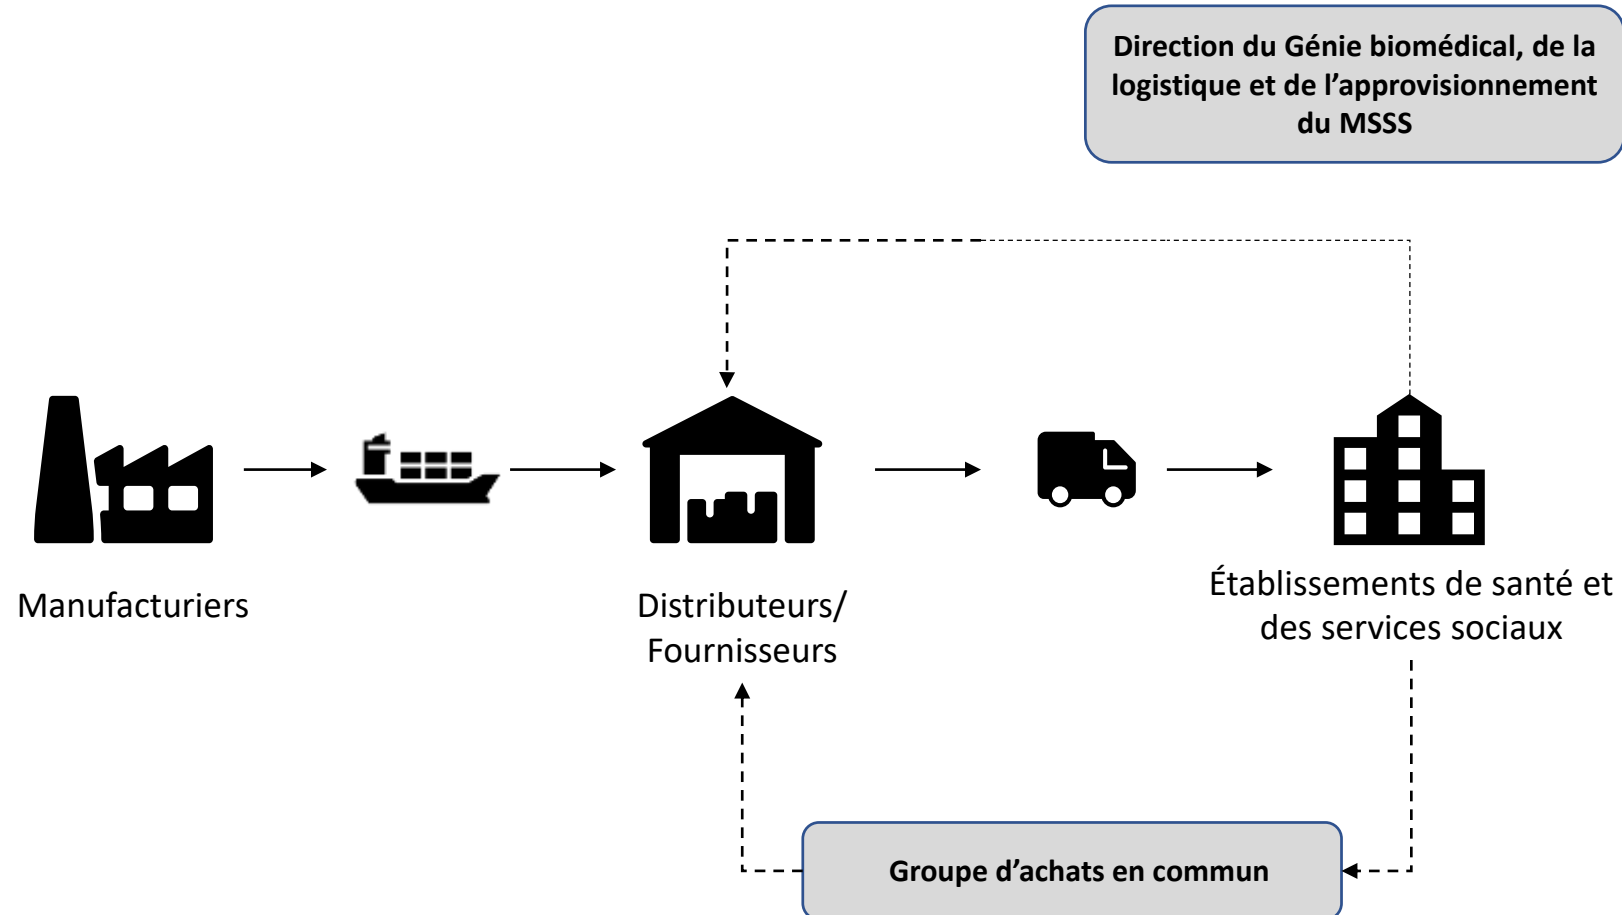 Direction du Génie biomédical, de la
logistique et de l’approvisionnement
du MSSS
Manufacturiers
Distributeurs/
Fournisseurs
Établissements de santé et
des services sociaux
Groupe d’achats en commun